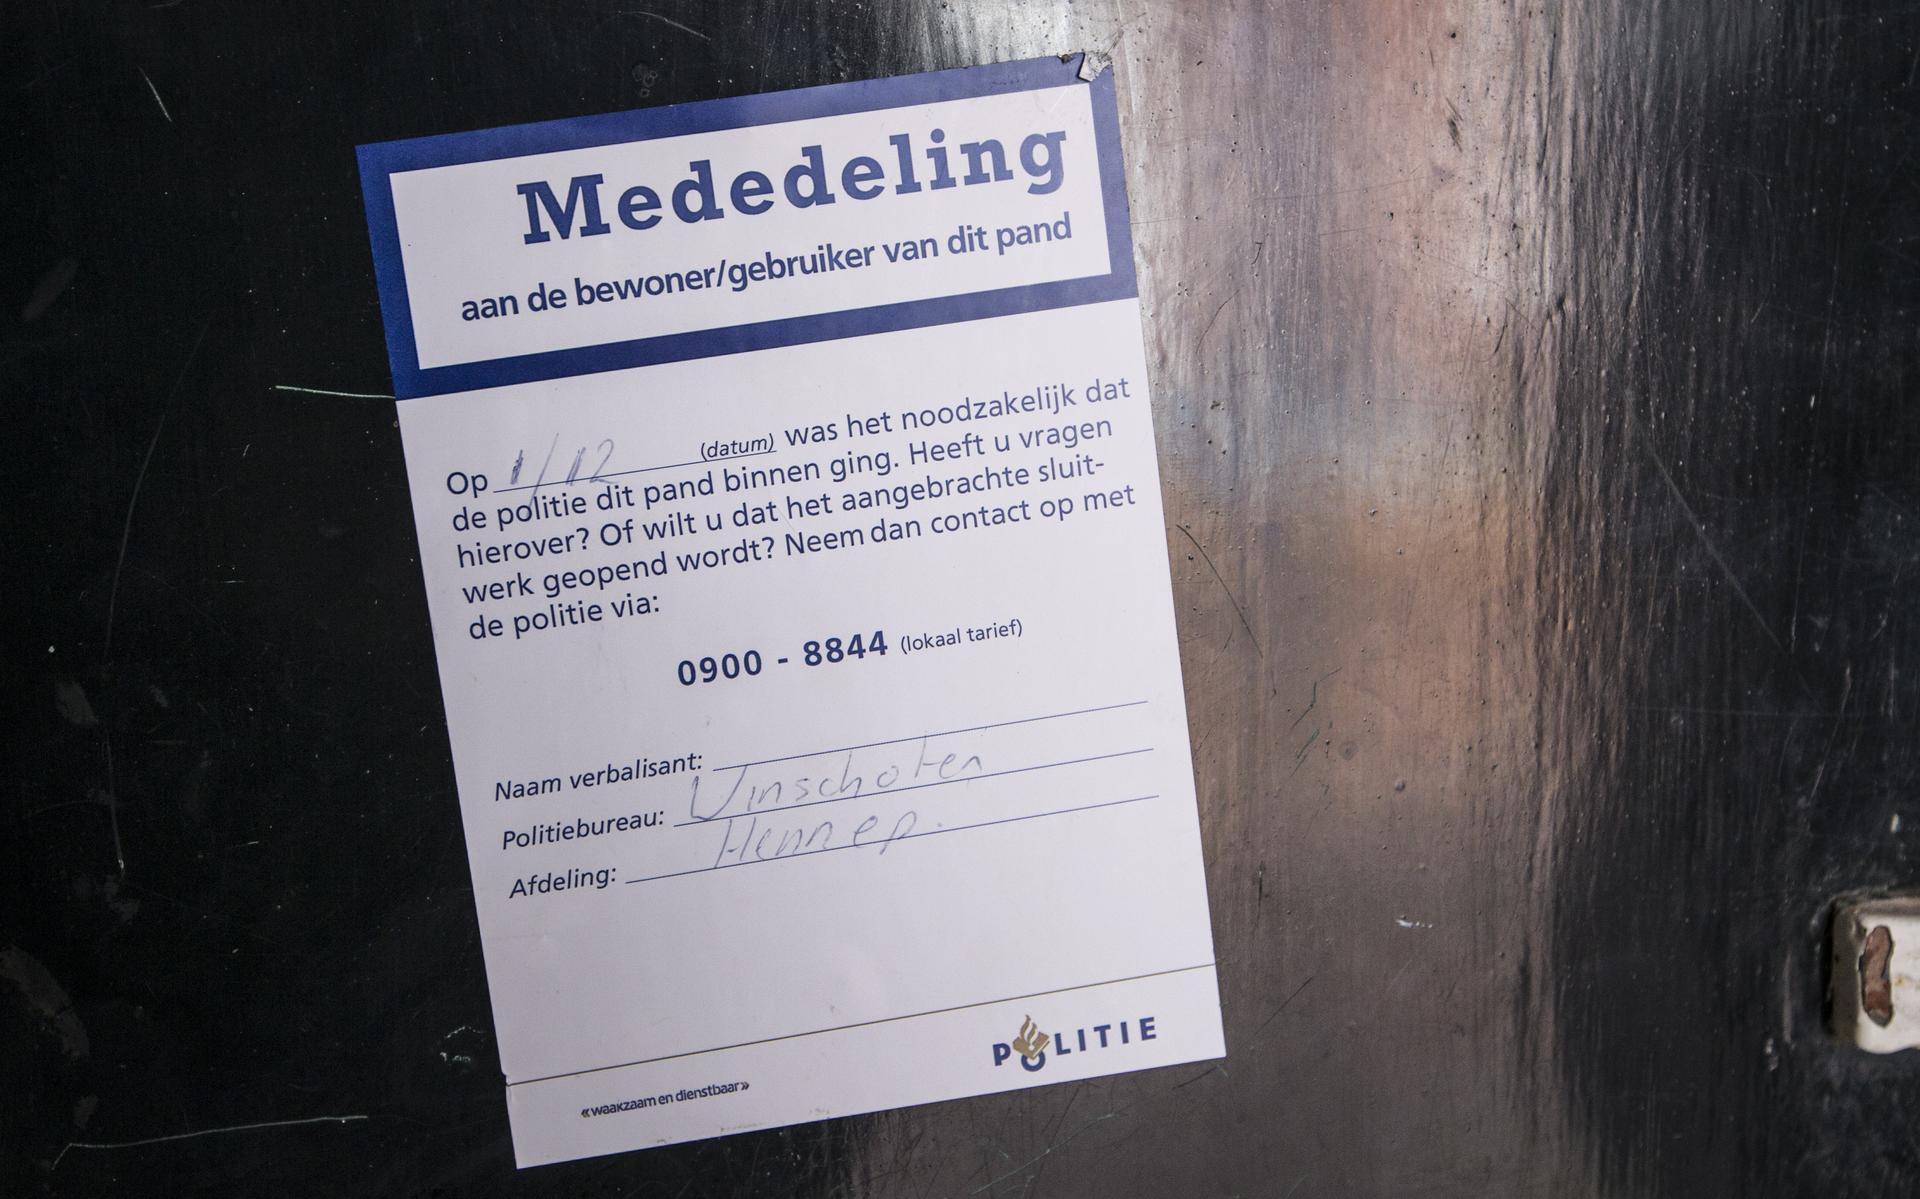 Mededeling
aan de bewoner/gebruiker van dit pand
Op 1/12 (datum) was het noodzakelijk dat
de politie dit pand binnen ging. Heeft u vragen
hierover? Of wilt u dat het aangebrachte sluit-
werk geopend wordt? Neem dan contact op met
de politie via:
0900 - 8844 (lokaal tarief)
Naam verbalisant:
Politiebureau: Winschoten
Afdeling: Hennep.
«waakzaam en dienstbaar»
POLITIE